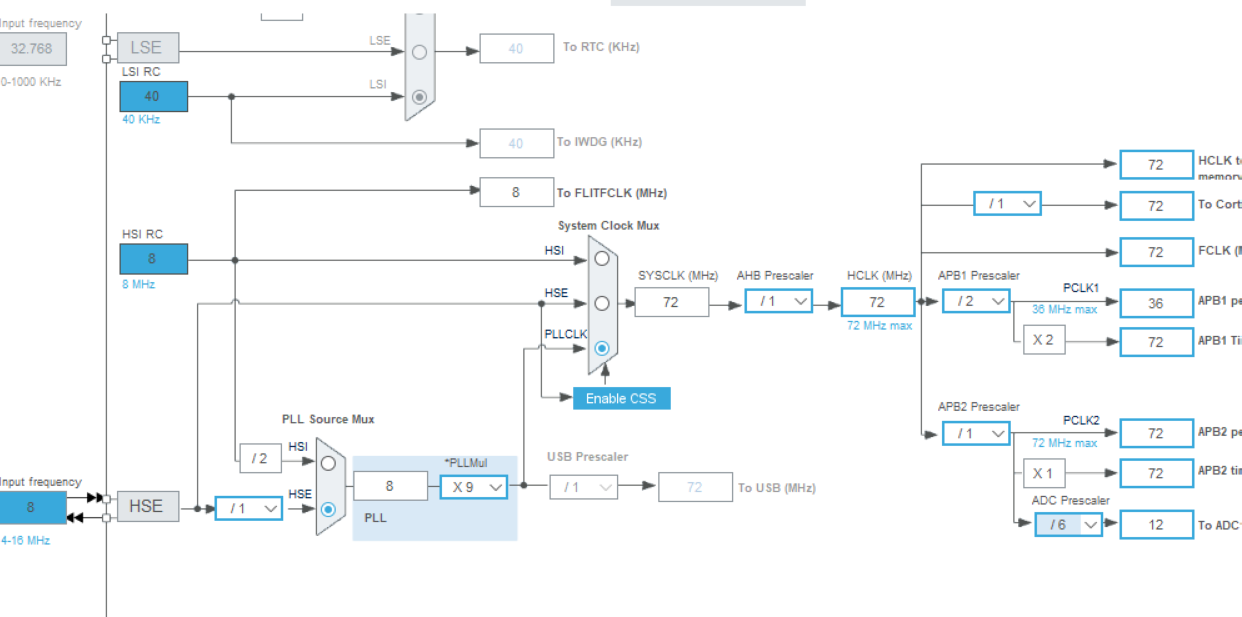 Input frequency
32.768
0-1000 KHz
LSE
LSI RC
40
40 KHz
LSE
LSI
40
To RTC (KHz)
40
To IWDG (KHz)
8
To FLITFCLK (MHz)
HSI RC
8
8 MHz
System Clock Mux
HSI
HSE
PLLCLK
Enable CSS
SYSCLK (MHz)
72
AHB Prescaler
/ 1
HCLK (MHz)
72
72 MHz max
72
HCLK
memory
/ 1
72
To
72
FCLK
APB1 Prescaler
/ 2
PCLK1
36 MHz max
36
APB1
X 2
72
APB1
APB2 Prescaler
/ 1
PCLK2
72 MHz max
72
APB2
X 1
72
APB2
ADC Prescaler
/ 6
12
To ADC
PLL Source Mux
/ 2
HSI
HSE
/ 1
Input frequency
8
4-16 MHz
HSE
8
*PLLMul
X 9
PLL
USB Prescaler
/ 1
72
To USB (MHz)